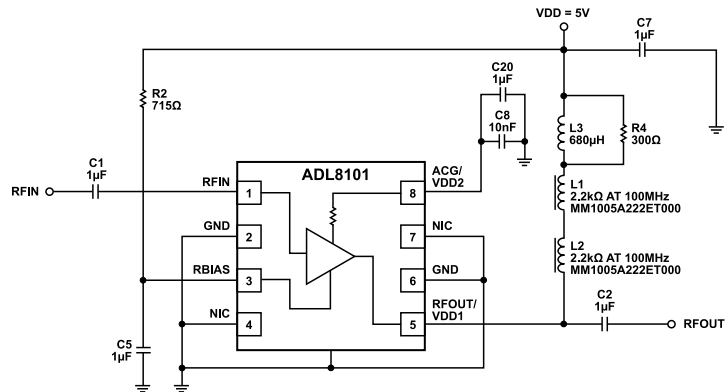 VDD = 5V
C7
1µF
C20
1µF
R2
715Ω
C8
10nF
L3
680µH
R4
300Ω
C1
1µF
ADL8101
RFIN
RFIN
1
ACG/
VDD2
8
L1
2.2kΩ AT 100MHz
MM1005A222ET000
GND
2
NIC
7
L2
2.2kΩ AT 100MHz
MM1005A222ET000
RBIAS
3
GND
6
NIC
4
RFOUT/
VDD1
5
C2
1µF
RFOUT
C5
1µF